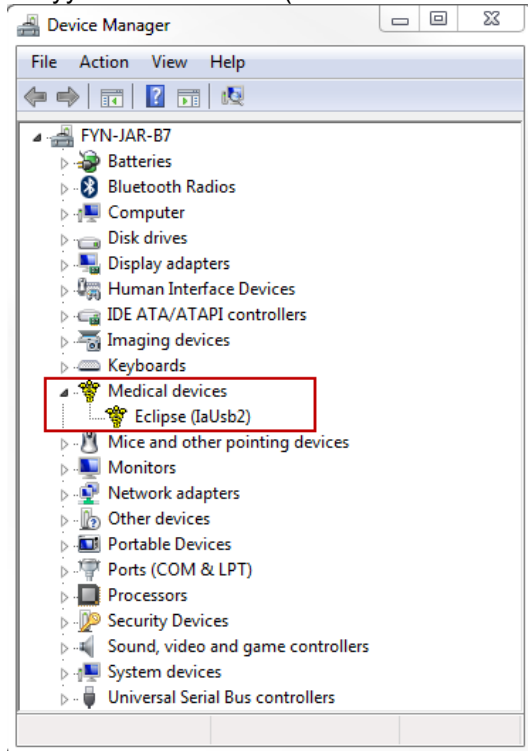 Device Manager
File Action View Help
FYN-JAR-B7
Batteries
Bluetooth Radios
Computer
Disk drives
Display adapters
Human Interface Devices
IDE ATA/ATAPI controllers
Imaging devices
Keyboards
Medical devices
Eclipse (IaUsb2)
Mice and other pointing devices
Monitors
Network adapters
Other devices
Portable Devices
Ports (COM & LPT)
Processors
Security Devices
Sound, video and game controllers
System devices
Universal Serial Bus controllers